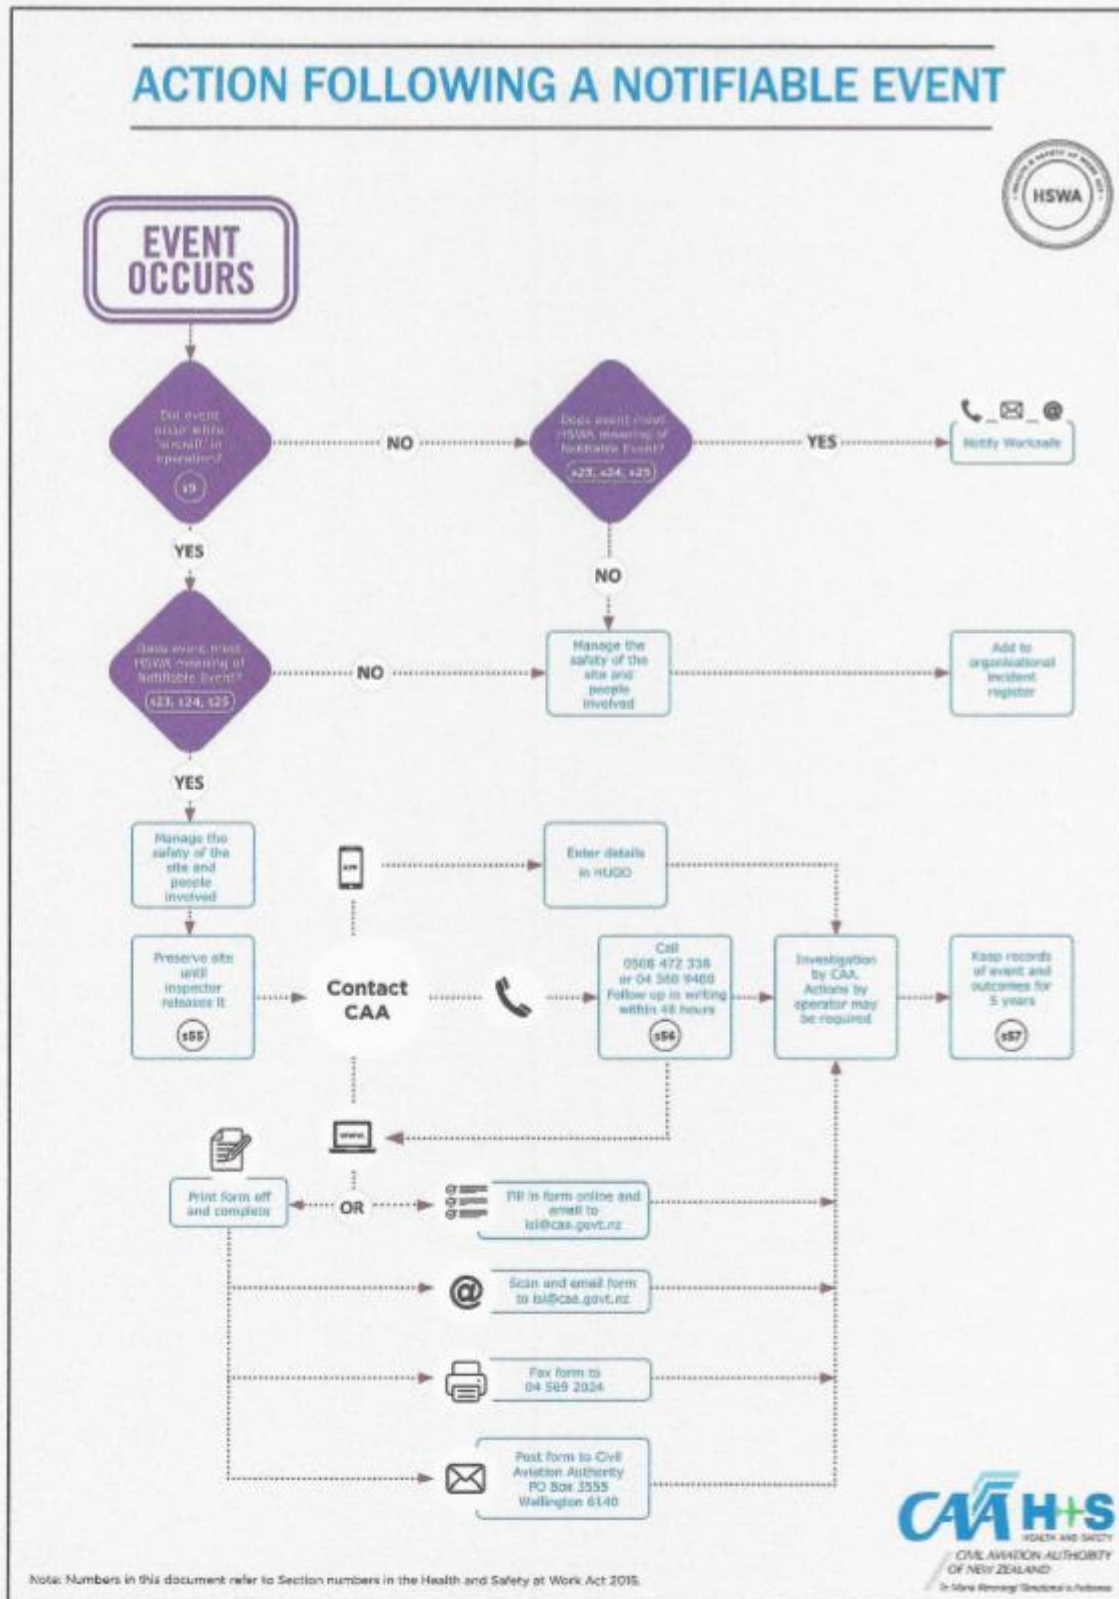 ACTION FOLLOWING A NOTIFIABLE EVENT
HEALTH & SAFETY AT WORK ACT
HSWA
EVENT
OCCURS
Did event
occur while
'aircraft' in
operation?
s9
NO
Does event meet
HSWA meaning of
Notifiable Event?
s23, s24, s25
YES
Notify Worksafe
YES
NO
Does event meet
HSWA meaning of
Notifiable Event?
s23, s24, s25
NO
Manage the
safety of the
site and
people
involved
Add to
organisational
incident
register
YES
Manage the
safety of the
site and
people
involved
APP
Enter details
in HUGO
Preserve site
until
inspector
releases it
s55
Contact
CAA
Call
0508 472 338
or 04 560 9400
Follow up in writing
within 48 hours
s56
Investigation
by CAA.
Actions by
operator may
be required
Keep records
of event and
outcomes for
5 years
s57
www.
Print form off
and complete
OR
Fill in form online and
email to
isi@caa.govt.nz
@
Scan and email form
to isi@caa.govt.nz
Fax form to
04 569 2024
Post form to Civil
Aviation Authority
PO Box 3555
Wellington 6140
CAA H+S
HEALTH AND SAFETY
CIVIL AVIATION AUTHORITY
OF NEW ZEALAND
Note: Numbers in this document refer to Section numbers in the Health and Safety at Work Act 2015.